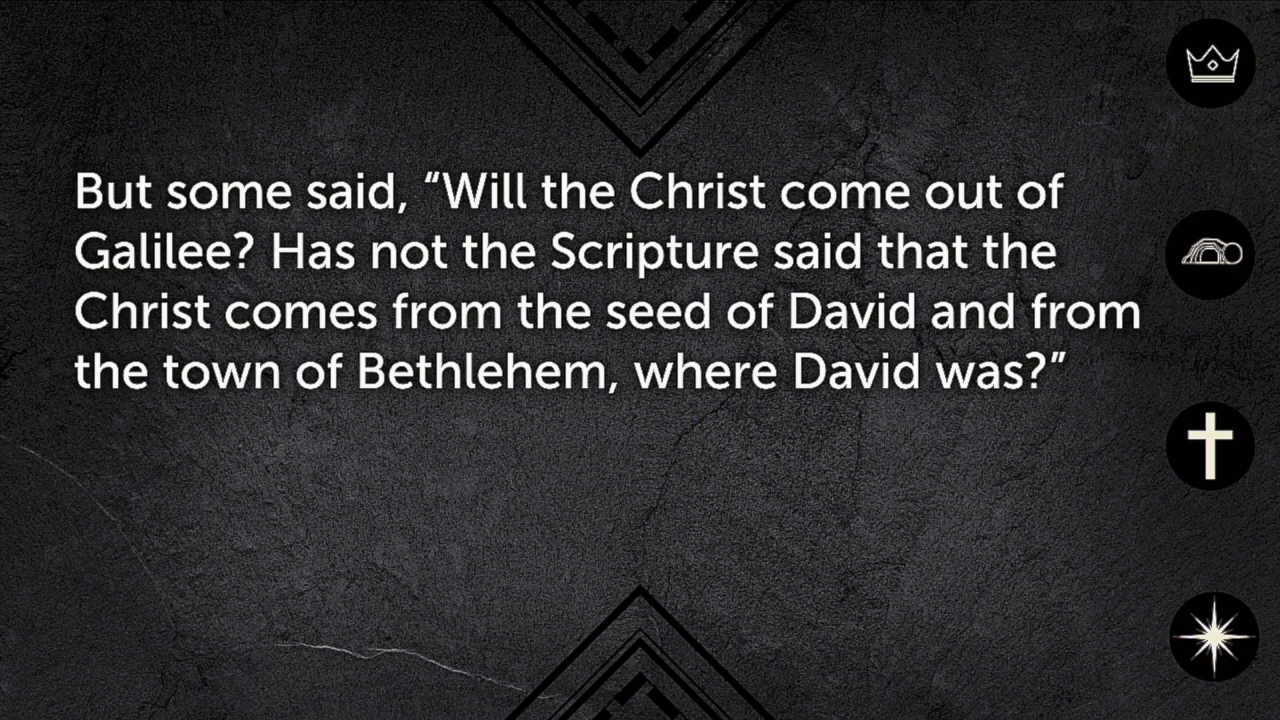 But some said, “Will the Christ come out of
Galilee? Has not the Scripture said that the
Christ comes from the seed of David and from
the town of Bethlehem, where David was?”